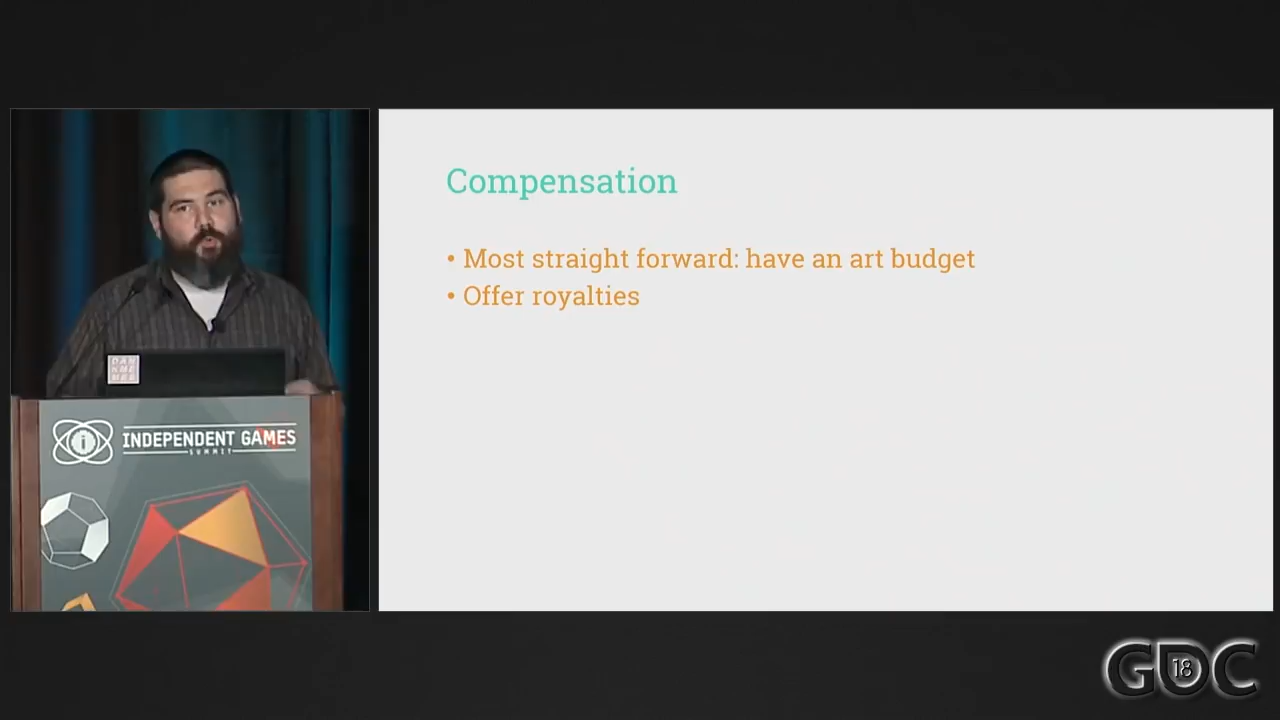 Compensation
• Most straight forward: have an art budget
• Offer royalties
INDEPENDENT GAMES
SUMMIT
GDC
18